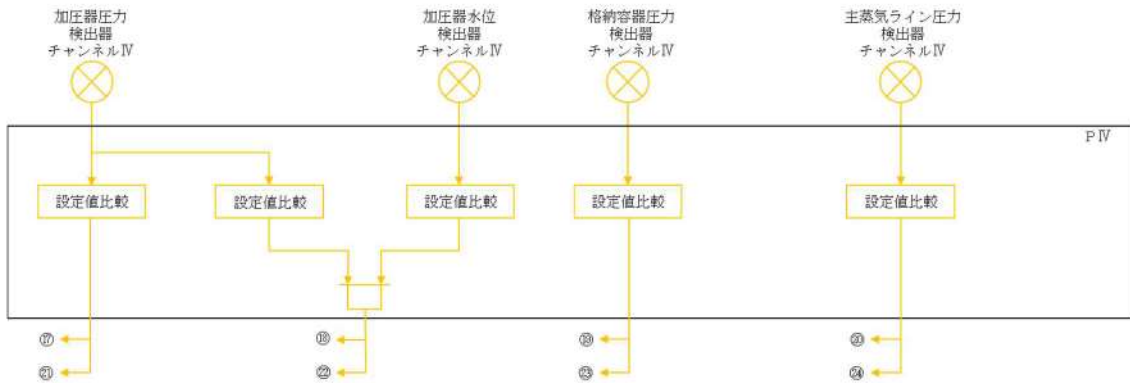 加圧器圧力
検出器
チャンネルⅣ
加圧器水位
検出器
チャンネルⅣ
格納容器圧力
検出器
チャンネルⅣ
主蒸気ライン圧力
検出器
チャンネルⅣ
PⅣ
設定値比較
設定値比較
設定値比較
設定値比較
設定値比較
⑰
⑱
⑲
⑳
㉑
㉒
㉓
㉔